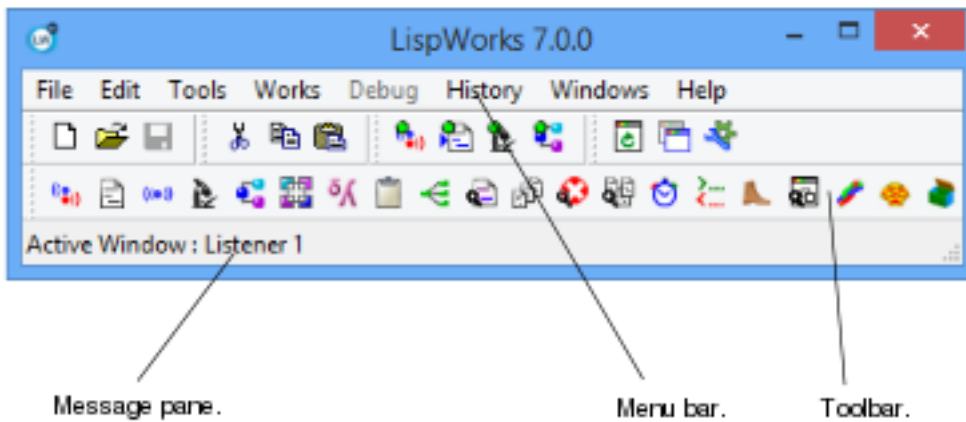 LispWorks 7.0.0
File Edit Tools Works Debug History Windows Help
Active Window : Listener 1
Message pane. Menu bar. Toolbar.